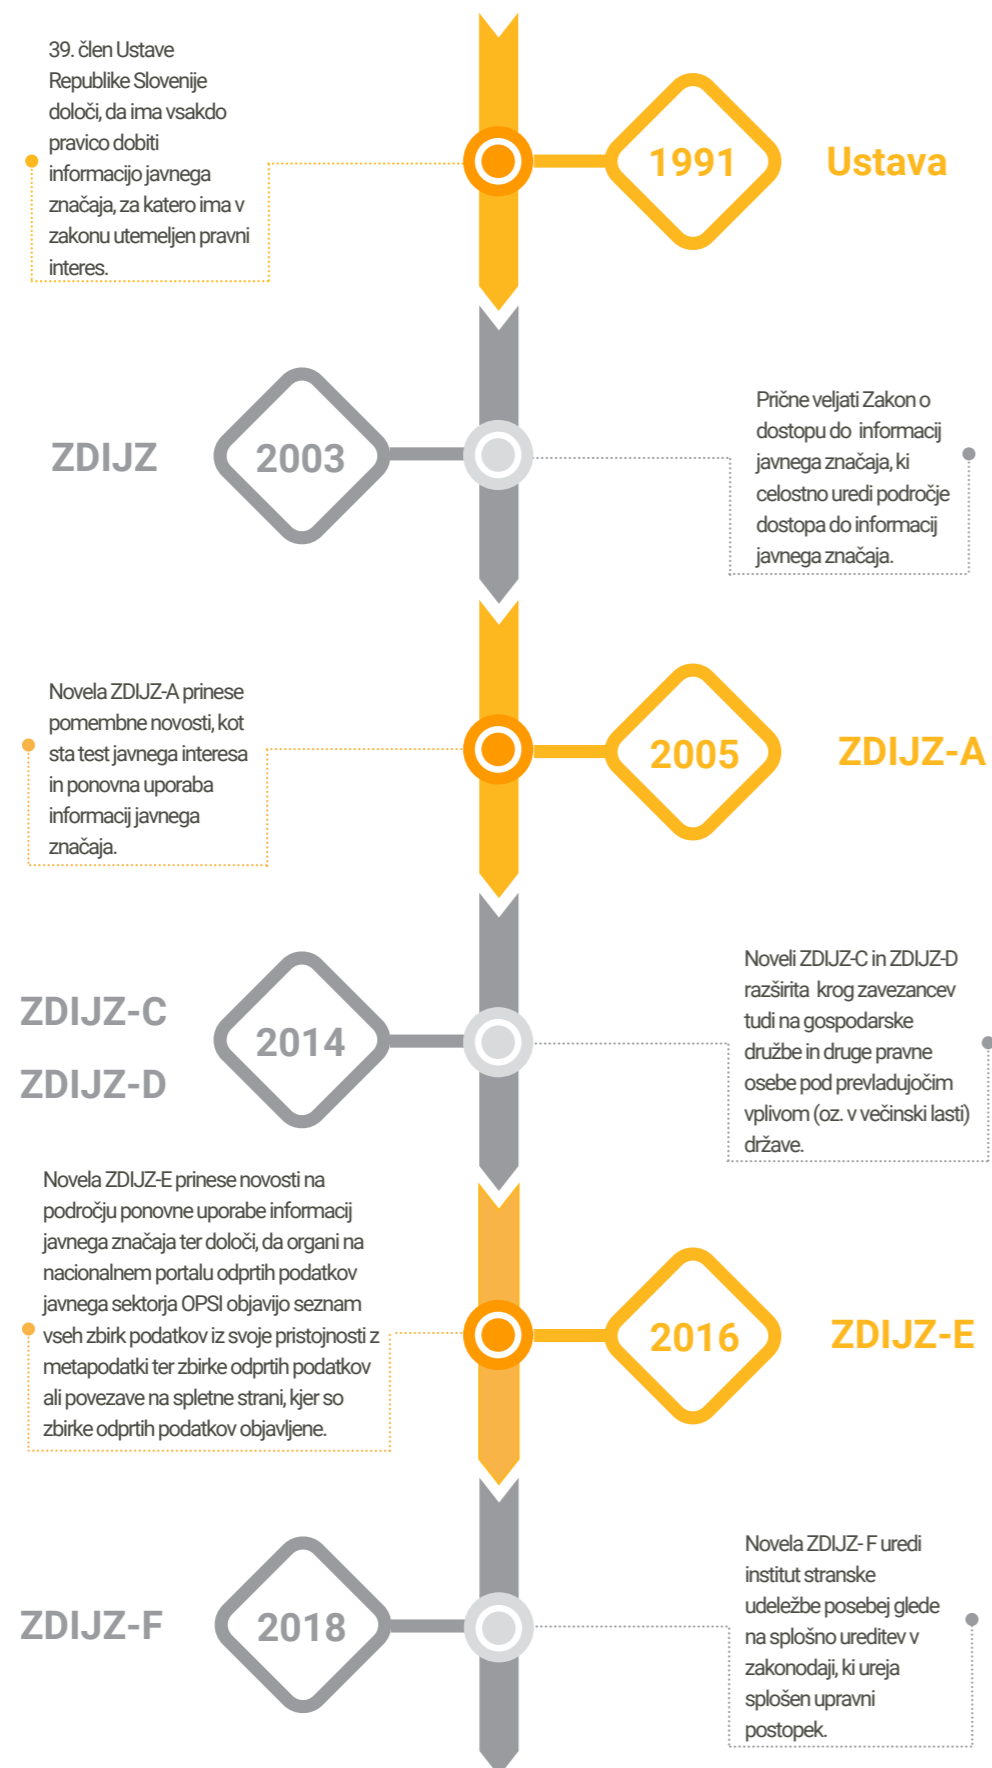 39. člen Ustave
Republike Slovenije
določi, da ima vsakdo
pravico dobiti
informacijo javnega
značaja, za katero ima v
zakonu utemeljen pravni
interes.
1991
Ustava
ZDIJZ
2003
Prične veljati Zakon o
dostopu do informacij
javnega značaja, ki
celostno uredi področje
dostopa do informacij
javnega značaja.
Novela ZDIJZ-A prinese
pomembne novosti, kot
sta test javnega interesa
in ponovna uporaba
informacij javnega
značaja.
2005
ZDIJZ-A
ZDIJZ-C
ZDIJZ-D
2014
Noveli ZDIJZ-C in ZDIJZ-D
razširita krog zavezancev
tudi na gospodarske
družbe in druge pravne
osebe pod prevladujočim
vplivom (oz. v večinski lasti)
države.
Novela ZDIJZ-E prinese novosti na
področju ponovne uporabe informacij
javnega značaja ter določi, da organi na
nacionalnem portalu odprtih podatkov
javnega sektorja OPSI objavijo seznam
vseh zbirk podatkov iz svoje pristojnosti z
metapodatki ter zbirke odprtih podatkov
ali povezave na spletne strani, kjer so
zbirke odprtih podatkov objavljene.
2016
ZDIJZ-E
ZDIJZ-F
2018
Novela ZDIJZ- F uredi
institut stranske
udeležbe posebej glede
na splošno ureditev v
zakonodaji, ki ureja
splošen upravni
postopek.